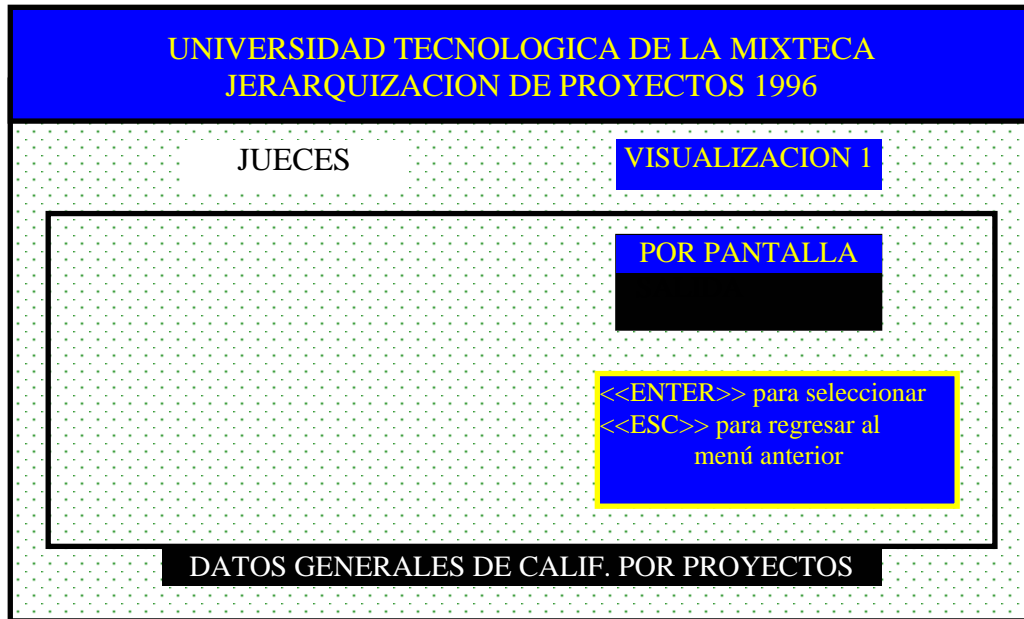 UNIVERSIDAD TECNOLOGICA DE LA MIXTECA
JERARQUIZACION DE PROYECTOS 1996
JUECES
VISUALIZACION 1
POR PANTALLA
<<ENTER>> para seleccionar
<<ESC>> para regresar al
menú anterior
DATOS GENERALES DE CALIF. POR PROYECTOS